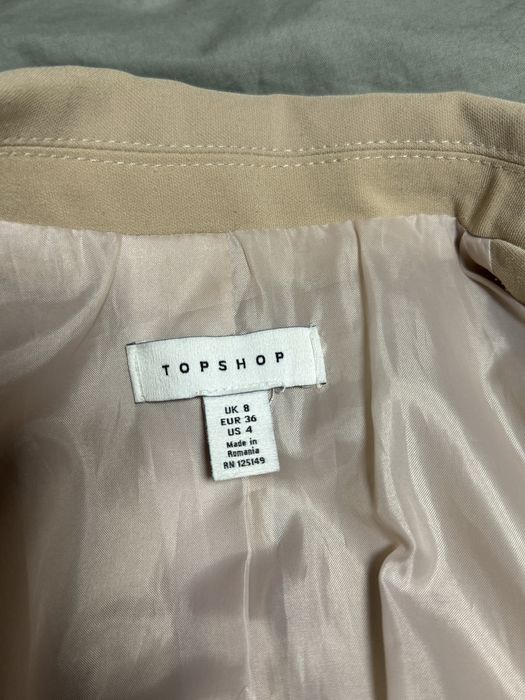 TOPSHOP
UK 8
EUR 36
US 4
Made in
Romania
RN 125149